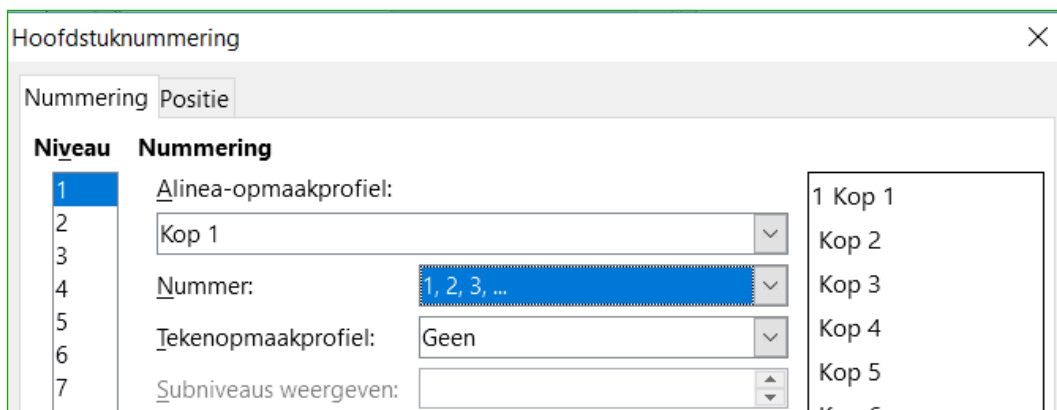 Hoofdstuknummering
Nummering Positie
Niveau Nummering
1
2
3
4
5
6
7
Alinea-opmaakprofiel:
Kop 1
Nummer: 1, 2, 3, ...
Tekenopmaakprofiel: Geen
Subniveaus weergeven:
1 Kop 1
Kop 2
Kop 3
Kop 4
Kop 5